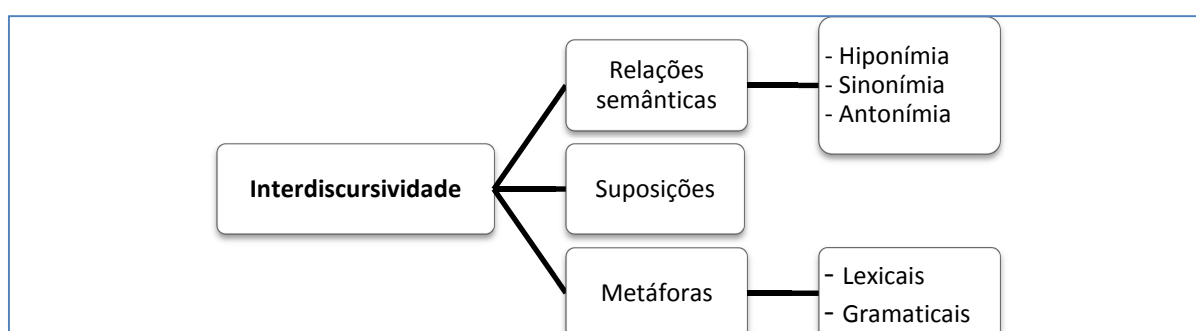 Interdiscursividade
Relações
semânticas
- Hiponímia
- Sinonímia
- Antonímia
Suposições
Metáforas
- Lexicais
- Gramaticais